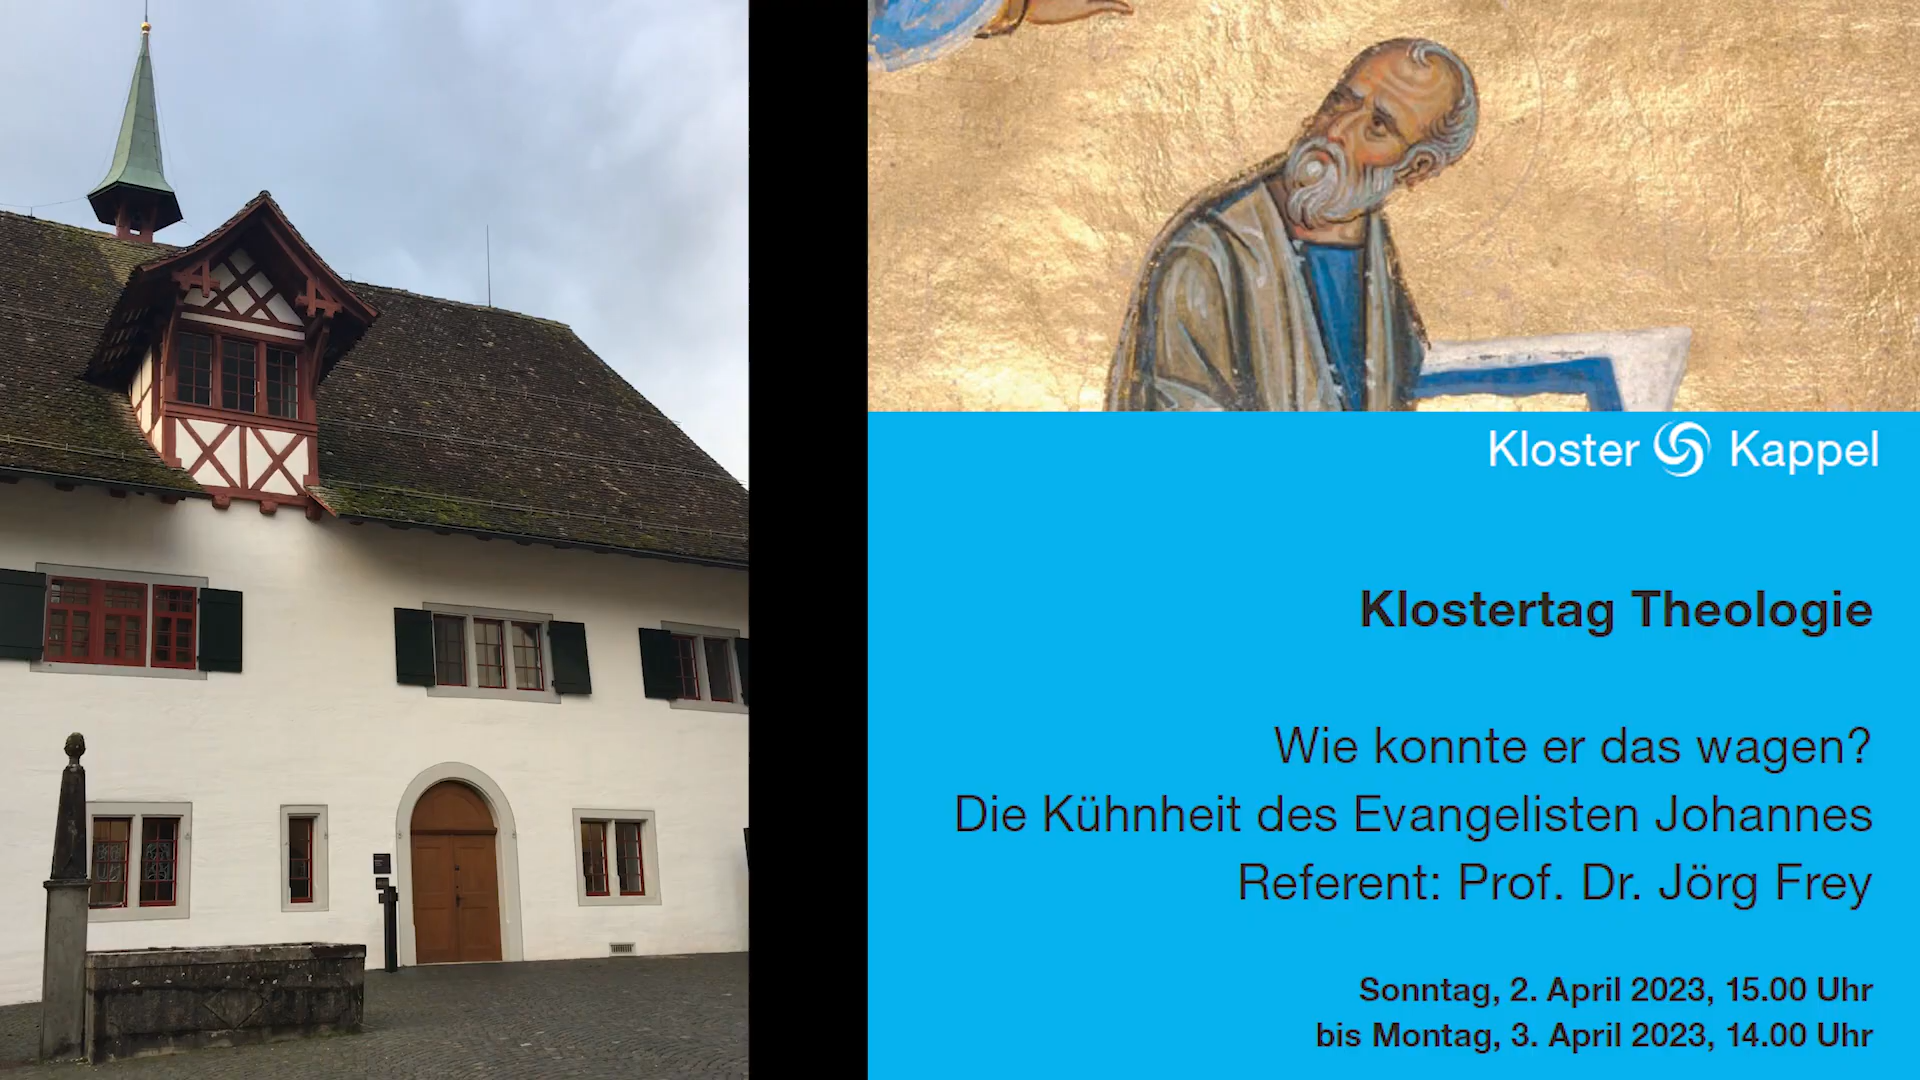 Kloster Kappel
Klostertag Theologie
Wie konnte er das wagen?
Die Kühnheit des Evangelisten Johannes
Referent: Prof. Dr. Jörg Frey
Sonntag, 2. April 2023, 15.00 Uhr
bis Montag, 3. April 2023, 14.00 Uhr